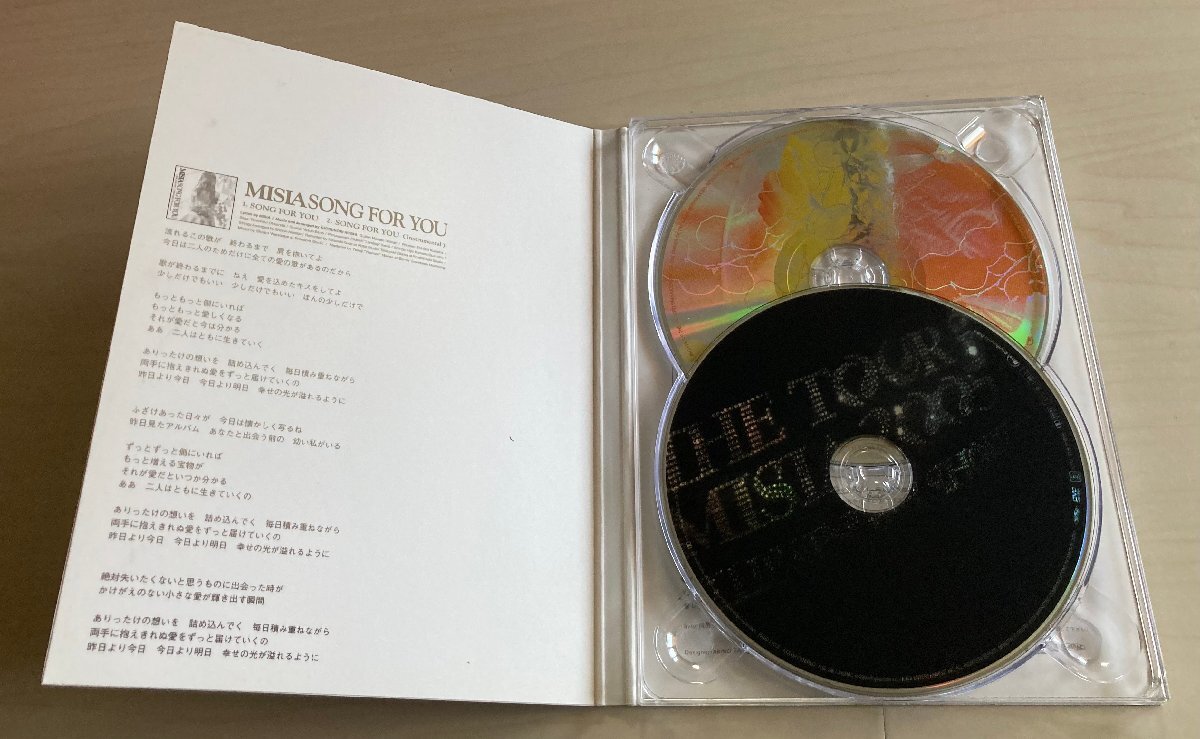 MISIA SONG FOR YOU
1. SONG FOR YOU 2. SONG FOR YOU (Instrumental)
流れるこの歌が 終わるまで 肩を抱いてよ
今日は二人のためだけに全ての愛の歌があるのだから
歌が終わるまでに ねえ 愛を込めたキスをしてよ
少しだけでもいい 少しだけでもいい ほんの少しだけで
もっともっと側にいれば
もっともっと愛しくなる
それが愛だと今は分かる
ああ 二人はともに生きていく
ありったけの想いを 詰め込んでく 毎日積み重ねながら
両手に抱えきれぬ愛をずっと届けていくの
昨日より今日 今日より明日 幸せの光が溢れるように
ふざけあった日々が 今日は懐かしく写るね
昨日見たアルバム あなたと出会う前の 幼い私がいる
ずっとずっと側にいれば
もっと増える宝物が
それが愛だといつか分かる
ああ 二人はともに生きていくの
ありったけの想いを 詰め込んでく 毎日積み重ねながら
両手に抱えきれぬ愛をずっと届けていくの
昨日より今日 今日より明日 幸せの光が溢れるように
絶対失いたくないと思うものに出会った時が
かけがえのない小さな愛が輝き出す瞬間
ありったけの想いを 詰め込んでく 毎日積み重ねながら
両手に抱えきれぬ愛をずっと届けていくの
昨日より今日 今日より明日 幸せの光が溢れるように
THE TOUR
MISIA